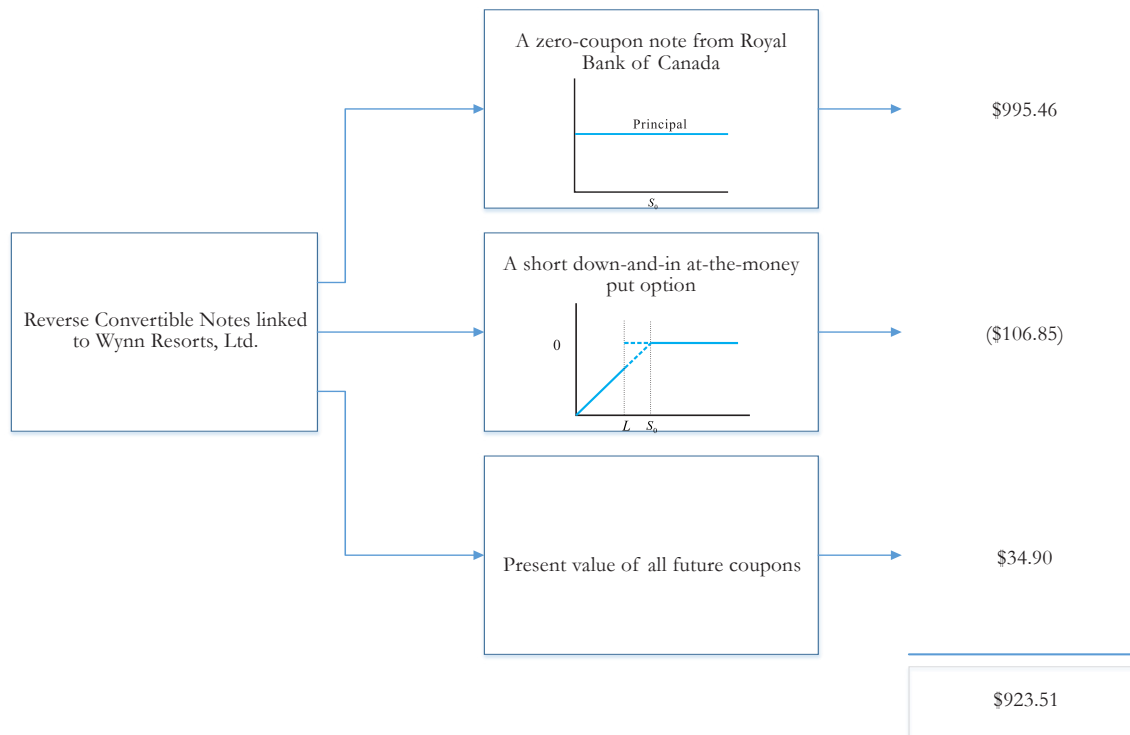 A zero-coupon note from Royal
Bank of Canada
Principal
S₀
$995.46
Reverse Convertible Notes linked
to Wynn Resorts, Ltd.
A short down-and-in at-the-money
put option
0
L S₀
($106.85)
Present value of all future coupons
$34.90
$923.51